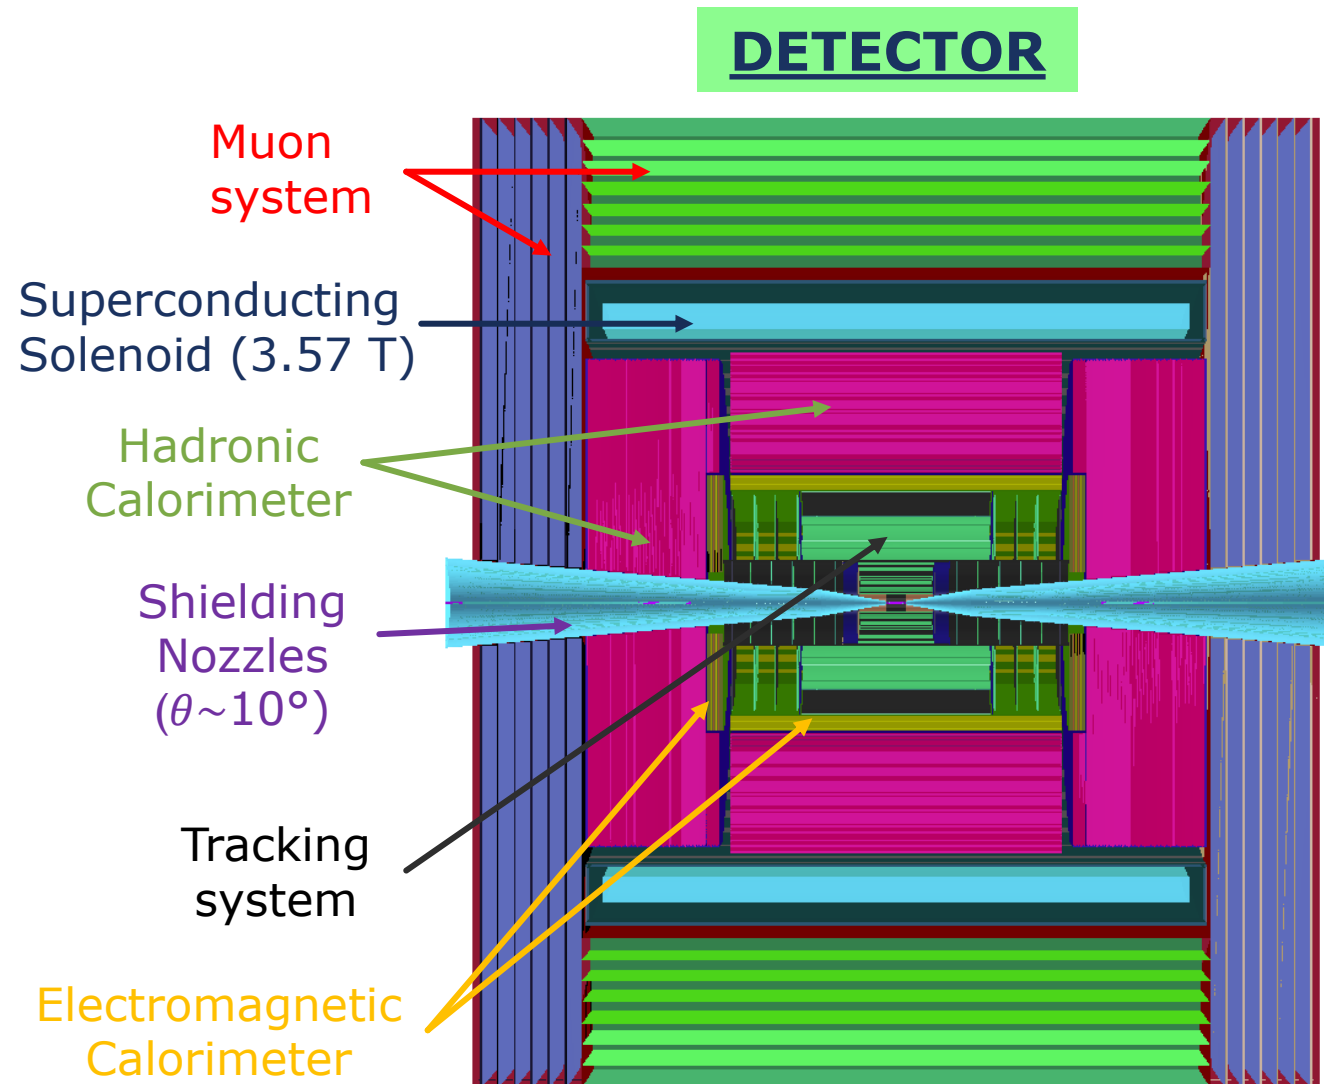 DETECTOR
Muon
system
Superconducting
Solenoid (3.57 T)
Hadronic
Calorimeter
Shielding
Nozzles
(θ~10°)
Tracking
system
Electromagnetic
Calorimeter